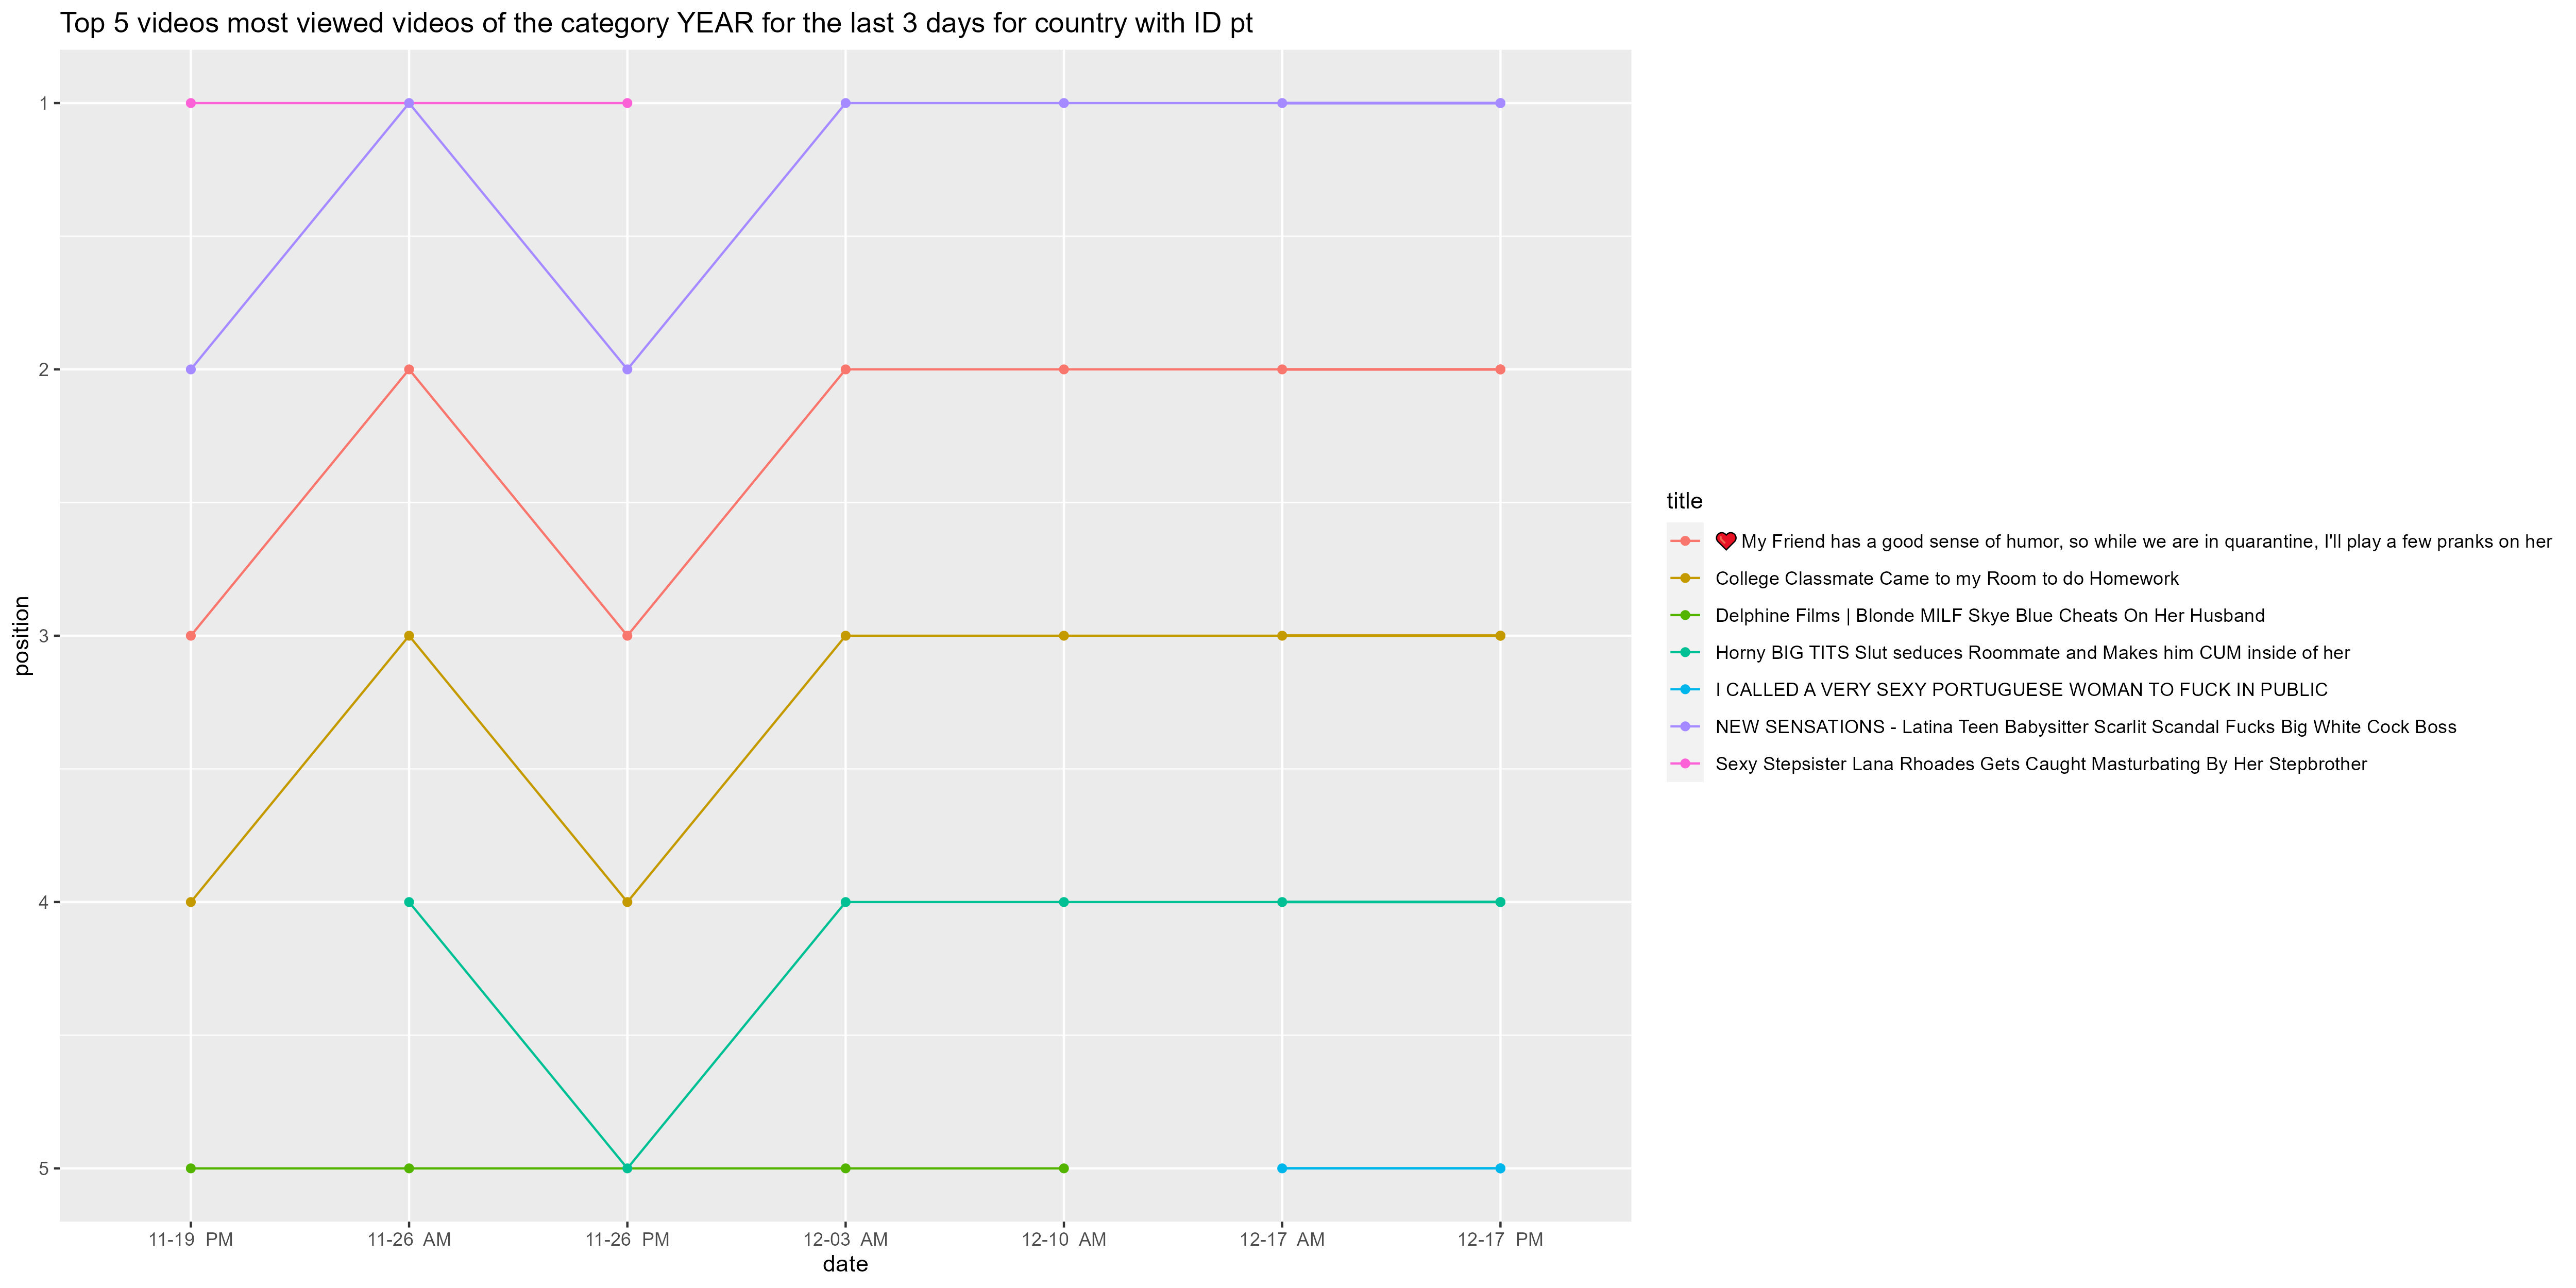 Top 5 videos most viewed videos of the category YEAR for the last 3 days for country with ID pt
position
1
2
3
4
5
11-19 PM
11-26 AM
11-26 PM
12-03 AM
12-10 AM
12-17 AM
12-17 PM
date
title
❤ My Friend has a good sense of humor, so while we are in quarantine, I'll play a few pranks on her
College Classmate Came to my Room to do Homework
Delphine Films | Blonde MILF Skye Blue Cheats On Her Husband
Horny BIG TITS Slut seduces Roommate and Makes him CUM inside of her
I CALLED A VERY SEXY PORTUGUESE WOMAN TO FUCK IN PUBLIC
NEW SENSATIONS - Latina Teen Babysitter Scarlit Scandal Fucks Big White Cock Boss
Sexy Stepsister Lana Rhoades Gets Caught Masturbating By Her Stepbrother